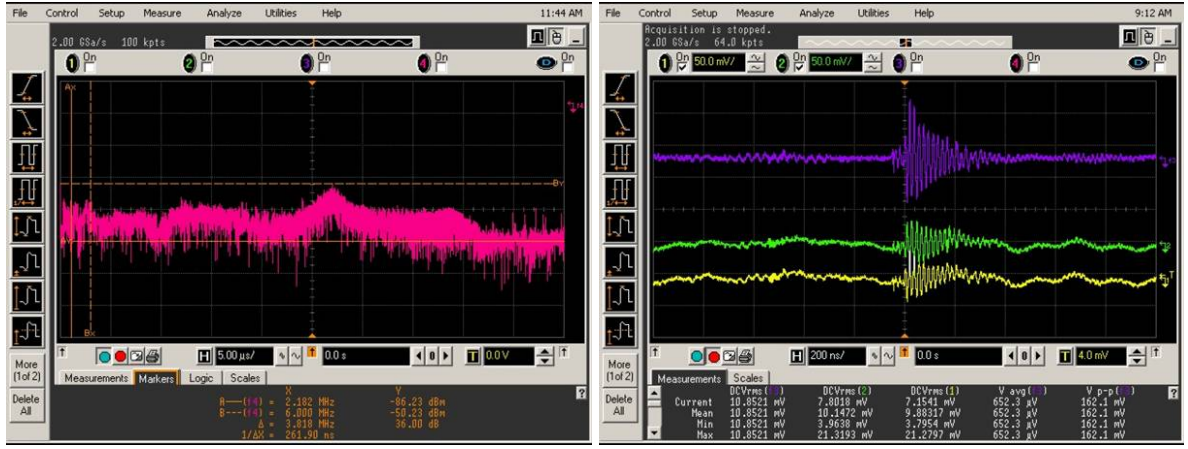 File Control Setup Measure Analyze Utilities Help 11:44 AM
2.00 GSa/s 100 kpts
1 On 2 On 3 On 4 On On
Ax
By
Bx
H 5.00 µs/ 0.0 s 0 T 0.0 V
More
(1of 2)
Delete
All
Measurements Markers Logic Scales
X Y
A---(f4) = 2.182 MHz -86.23 dBm
B---(f4) = 6.000 MHz -50.23 dBm
Δ = 3.818 MHz 36.00 dB
1/ΔX = 261.90 ns
?
File Control Setup Measure Analyze Utilities Help 9:12 AM
Acquisition is stopped.
2.00 GSa/s 64.0 kpts
1 On 50.0 mV/ 2 On 50.0 mV/ 3 On 4 On On
H 200 ns/ 0.0 s 0 T 4.0 mV
More
(1of 2)
Delete
All
Measurements Scales
DCVrms( DCVrms(2) DCVrms(1) V avg( V p-p(
Current 10.8521 mV 7.8018 mV 7.1541 mV 652.3 µV 162.1 mV
Mean 10.8521 mV 10.1472 mV 9.88317 mV 652.3 µV 162.1 mV
Min 10.8521 mV 3.9638 mV 3.7954 mV 652.3 µV 162.1 mV
Max 10.8521 mV 21.3193 mV 21.2797 mV 652.3 µV 162.1 mV
?